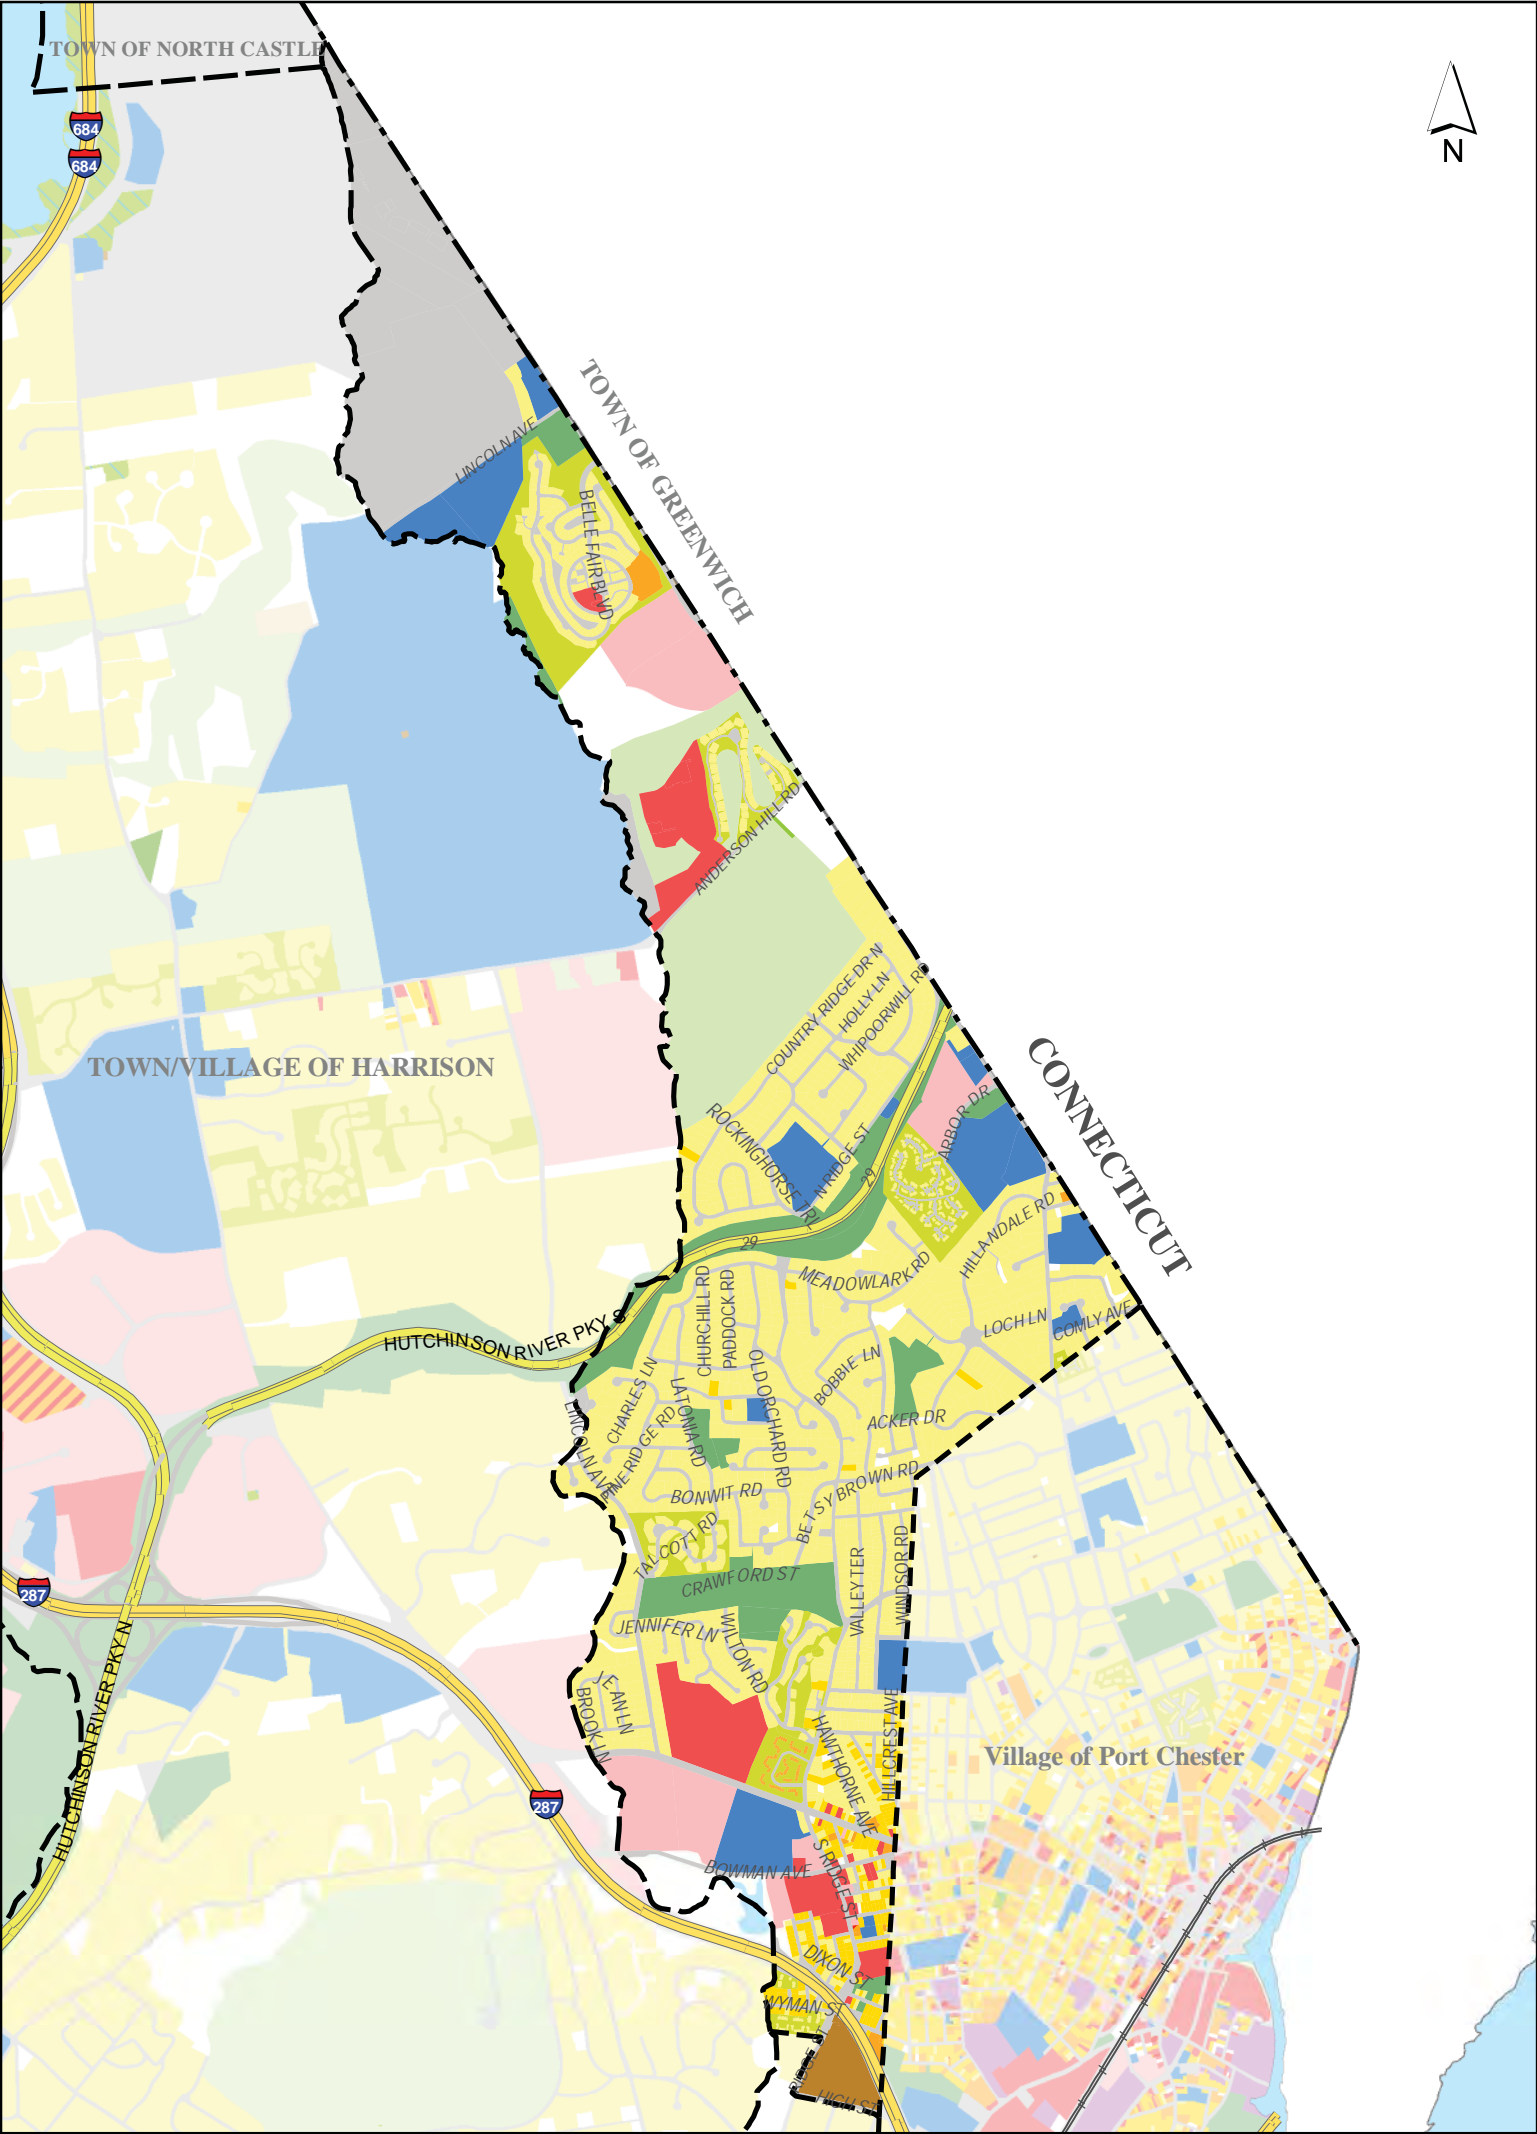 TOWN OF NORTH CASTLE
684
684
N
TOWN OF GREENWICH
LINCOLN AVE
BELLE FAIR BLVD
ANDERSON HILL RD
COUNTRY RIDGE DR N
HOLLY LN
WHIPOORWILL RD
CONNECTICUT
TOWN/VILLAGE OF HARRISON
ROCKINGHORSE TRL
N RIDGE ST
ARBOR DR
29
29
HILLANDALE RD
MEADOWLARK RD
CHURCHILL RD
PADDOCK RD
LOCH LN
COMLY AVE
HUTCHINSON RIVER PKY S
OLD ORCHARD RD
BOBBIE LN
CHARLES LN
LATONIA RD
ACKER DR
LINCOLN AVE
PINE RIDGE RD
BONWIT RD
BETSY BROWN RD
TALCOTT RD
CRAWFORD ST
VALLEY TER
WINDSOR RD
287
JENNIFER LN
WILTON RD
JEAN LN
BROOK LN
HUTCHINSON RIVER PKY N
HAWTHORNE AVE
HILLCREST AVE
Village of Port Chester
287
S RIDGE ST
BOWMAN AVE
DIXON ST
WYMAN ST
RIDGE ST
HIGH ST